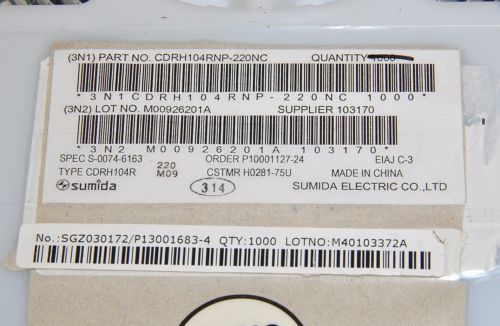 (3N1) PART NO. CDRH104RNP-220NC QUANTITY 1000
*3N1CDRH104RNP-220NC 1000*
(3N2) LOT NO. M00926201A SUPPLIER 103170
*3N2 M00926201A 103170*
SPEC S-0074-6163 ORDER P10001127-24 EIAJ C-3
TYPE CDRH104R 220 M09 CSTMR H0281-75U MADE IN CHINA
sumida 314 SUMIDA ELECTRIC CO.,LTD
No.:SGZ030172/P13001683-4 QTY:1000 LOTNO:M40103372A